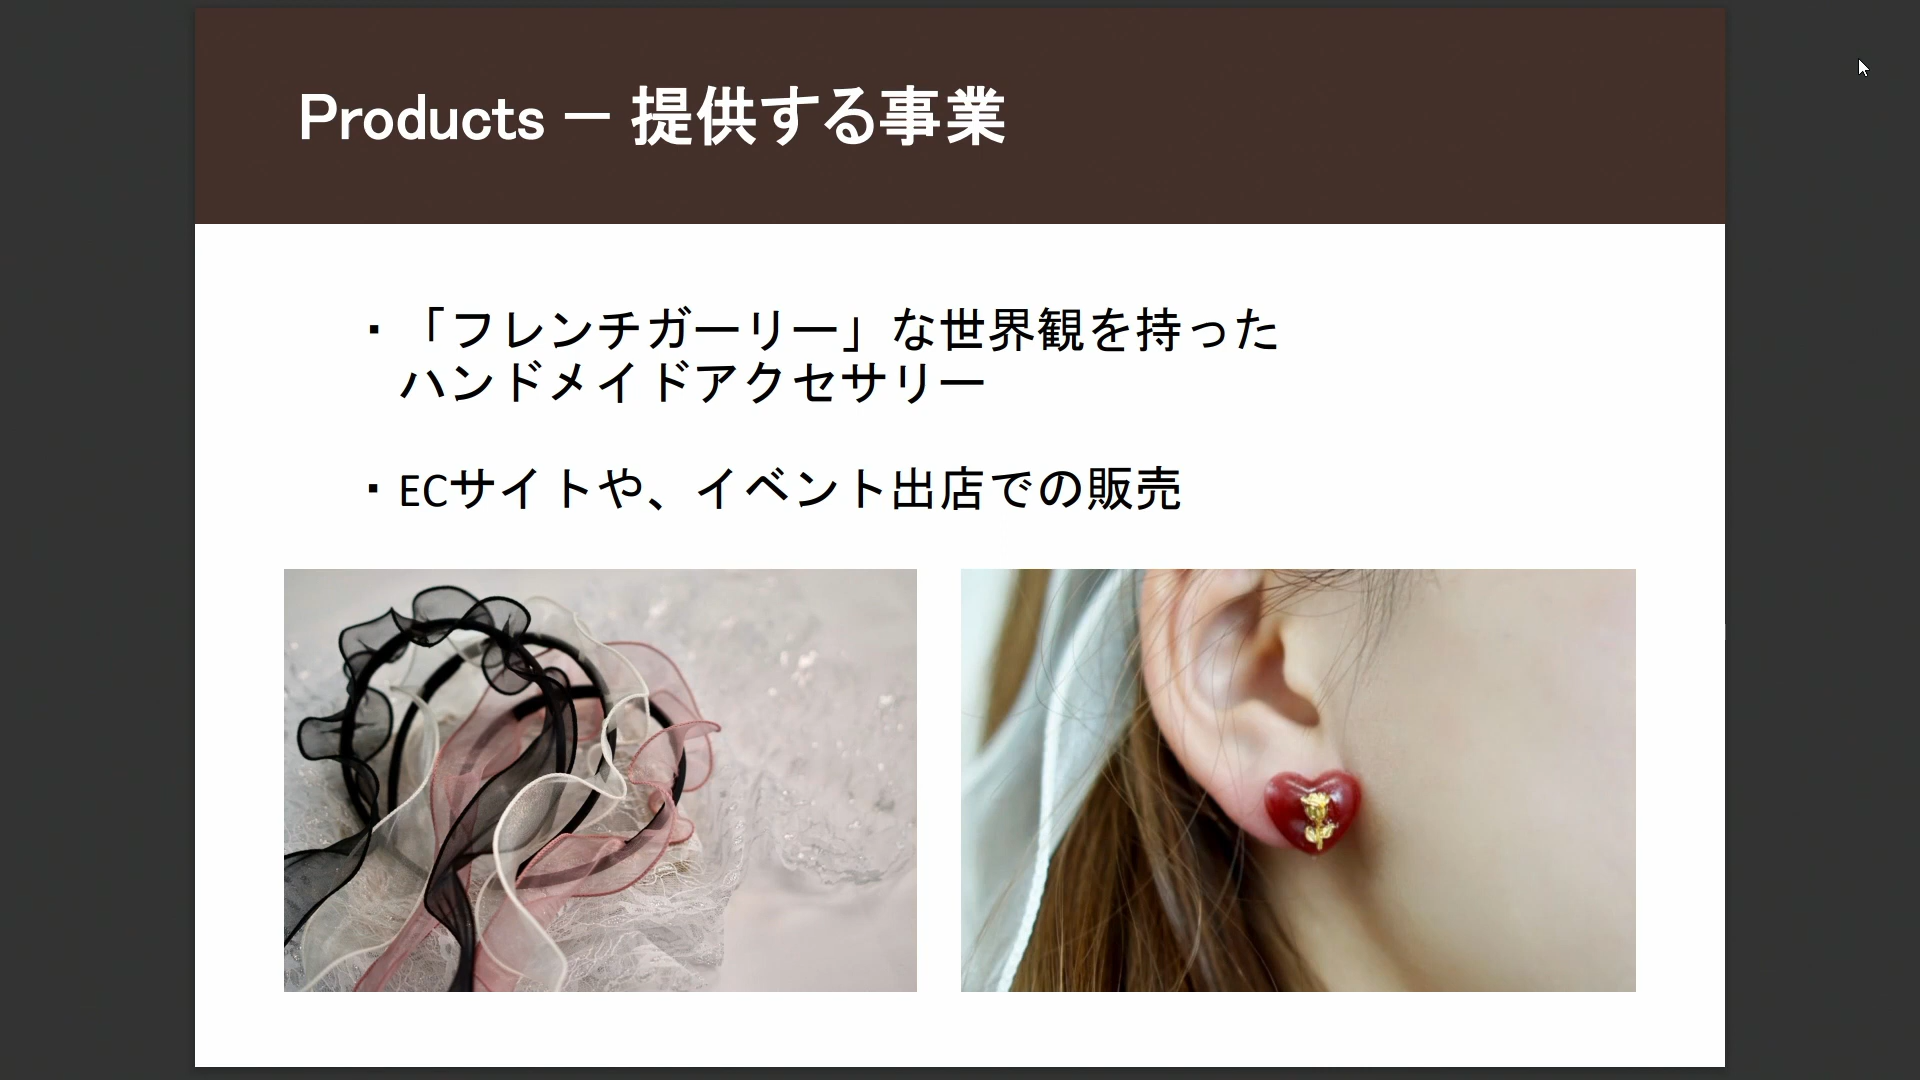 Products － 提供する事業
・「フレンチガーリー」な世界観を持った
ハンドメイドアクセサリー
・ECサイトや、イベント出店での販売